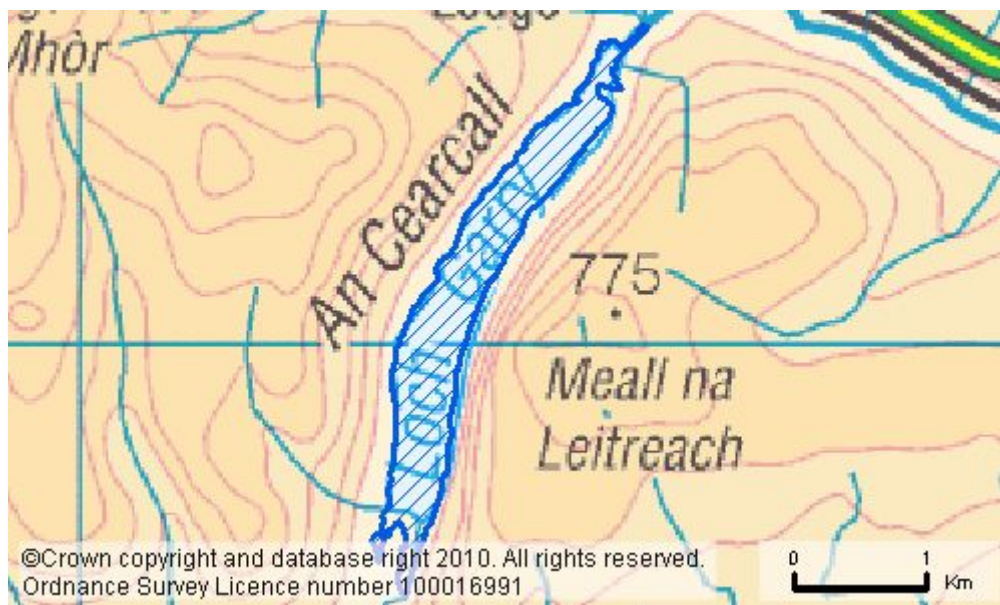 Mhòr
An Cearcall
Loch Garry
775
Meall na
Leitreach
©Crown copyright and database right 2010. All rights reserved.
Ordnance Survey Licence number 100016991
0 1
Km